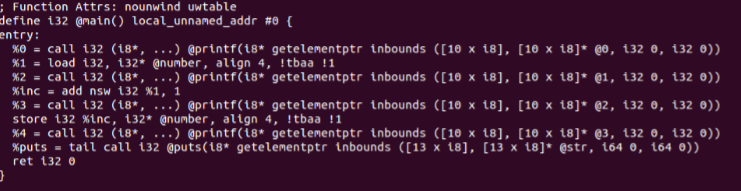 ; Function Attrs: nounwind uwtable
define i32 @main() local_unnamed_addr #0 {
entry:
%0 = call i32 (i8*, ...) @printf(i8* getelementptr inbounds ([10 x i8], [10 x i8]* @0, i32 0, i32 0))
%1 = load i32, i32* @number, align 4, !tbaa !1
%2 = call i32 (i8*, ...) @printf(i8* getelementptr inbounds ([10 x i8], [10 x i8]* @1, i32 0, i32 0))
%inc = add nsw i32 %1, 1
%3 = call i32 (i8*, ...) @printf(i8* getelementptr inbounds ([10 x i8], [10 x i8]* @2, i32 0, i32 0))
store i32 %inc, i32* @number, align 4, !tbaa !1
%4 = call i32 (i8*, ...) @printf(i8* getelementptr inbounds ([10 x i8], [10 x i8]* @3, i32 0, i32 0))
%puts = tail call i32 @puts(i8* getelementptr inbounds ([13 x i8], [13 x i8]* @str, i64 0, i64 0))
ret i32 0
}